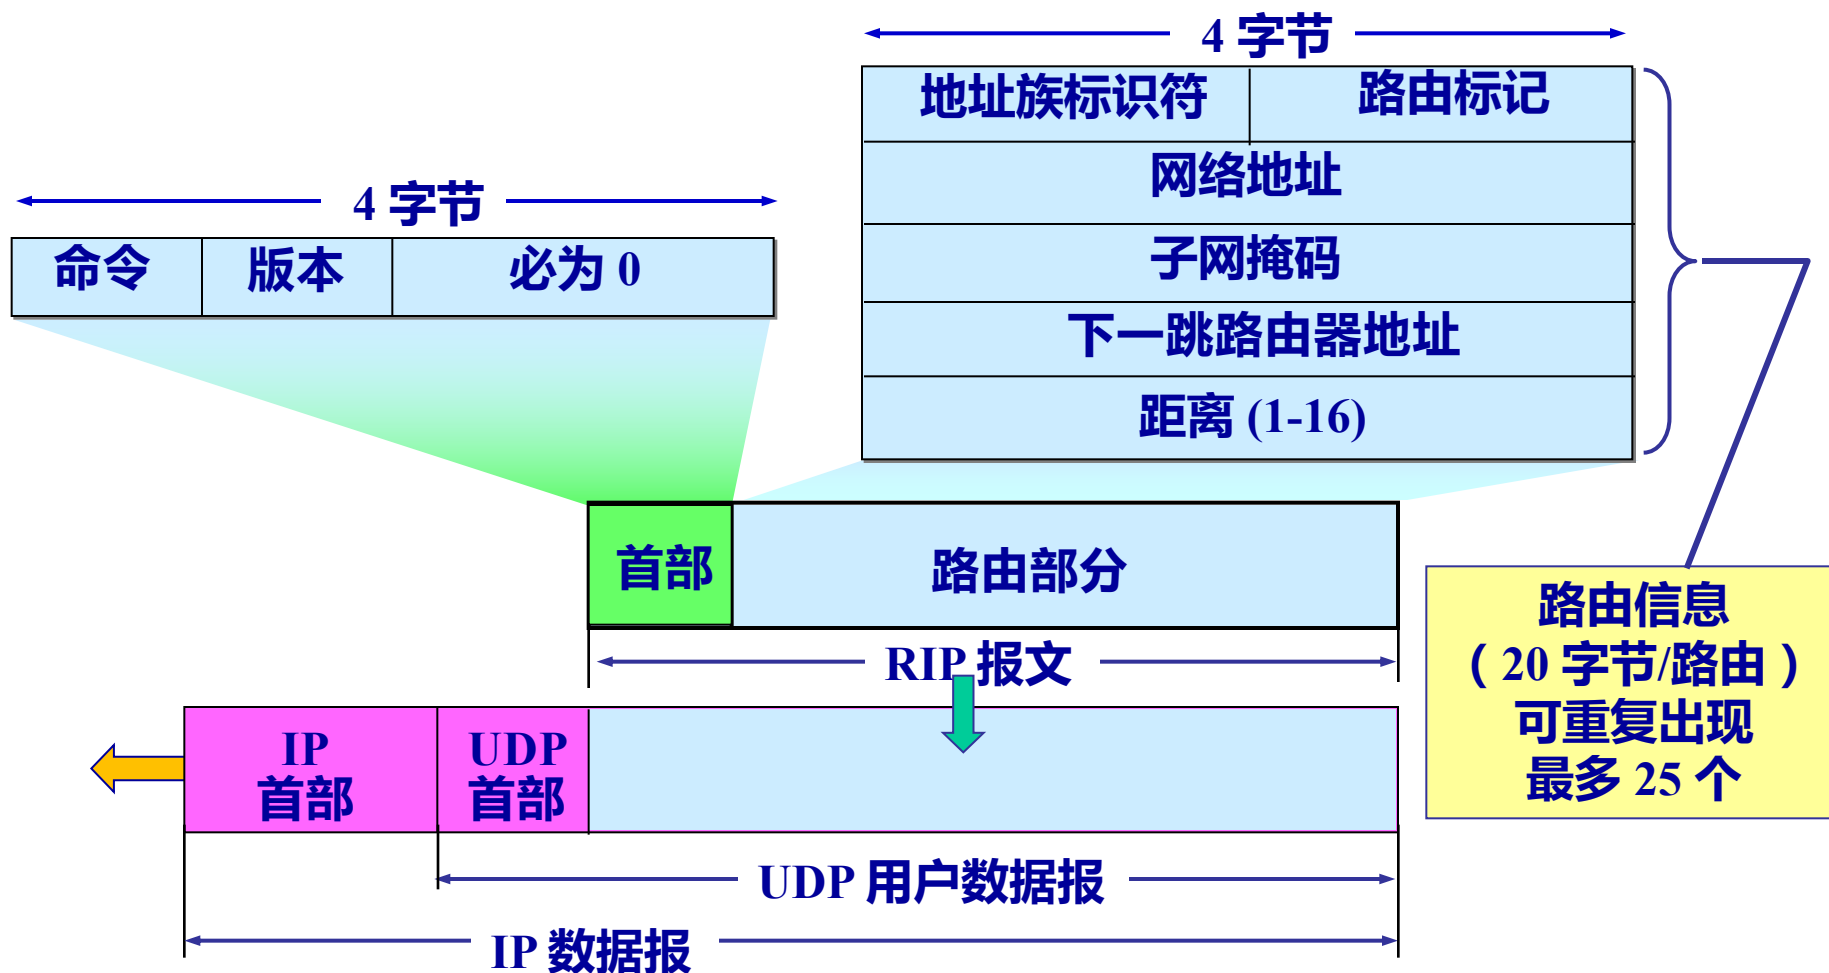 4 字节
地址族标识符
路由标记
网络地址
子网掩码
下一跳路由器地址
距离 (1-16)
4 字节
命令
版本
必为 0
首部
路由部分
RIP 报文
路由信息
（20 字节/路由）
可重复出现
最多 25 个
IP
首部
UDP
首部
UDP 用户数据报
IP 数据报